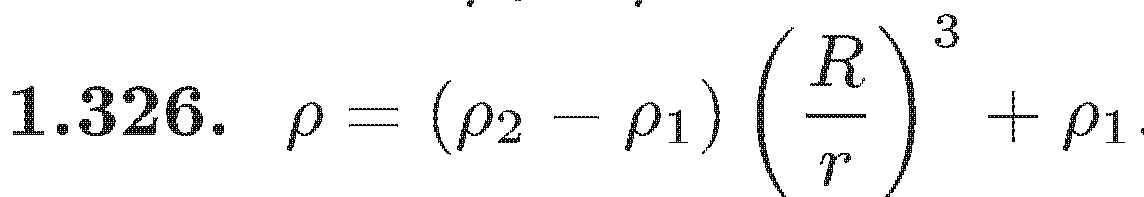 1.326. ρ = (ρ₂ − ρ₁) (R/r)³ + ρ₁.